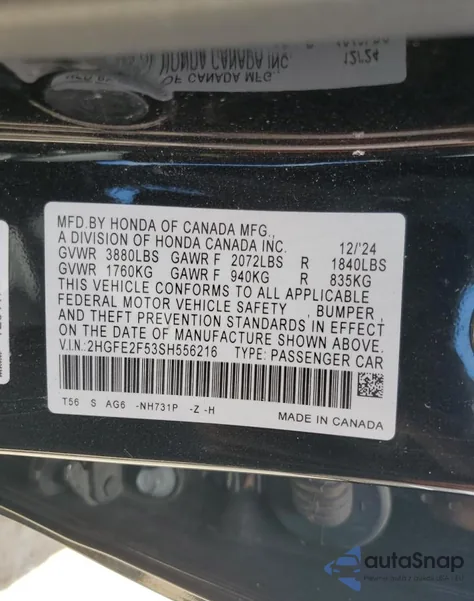 MFD.BY HONDA OF CANADA MFG.,
A DIVISION OF HONDA CANADA INC. 12/'24
GVWR 3880LBS GAWR F 2072LBS R 1840LBS
GVWR 1760KG GAWR F 940KG R 835KG
THIS VEHICLE CONFORMS TO ALL APPLICABLE
FEDERAL MOTOR VEHICLE SAFETY , BUMPER ,
AND THEFT PREVENTION STANDARDS IN EFFECT
ON THE DATE OF MANUFACTURE SHOWN ABOVE.
V.I.N.:2HGFE2F53SH556216 TYPE:PASSENGER CAR
T56 S AG6 -NH731P -Z -H
MADE IN CANADA
autoSnap